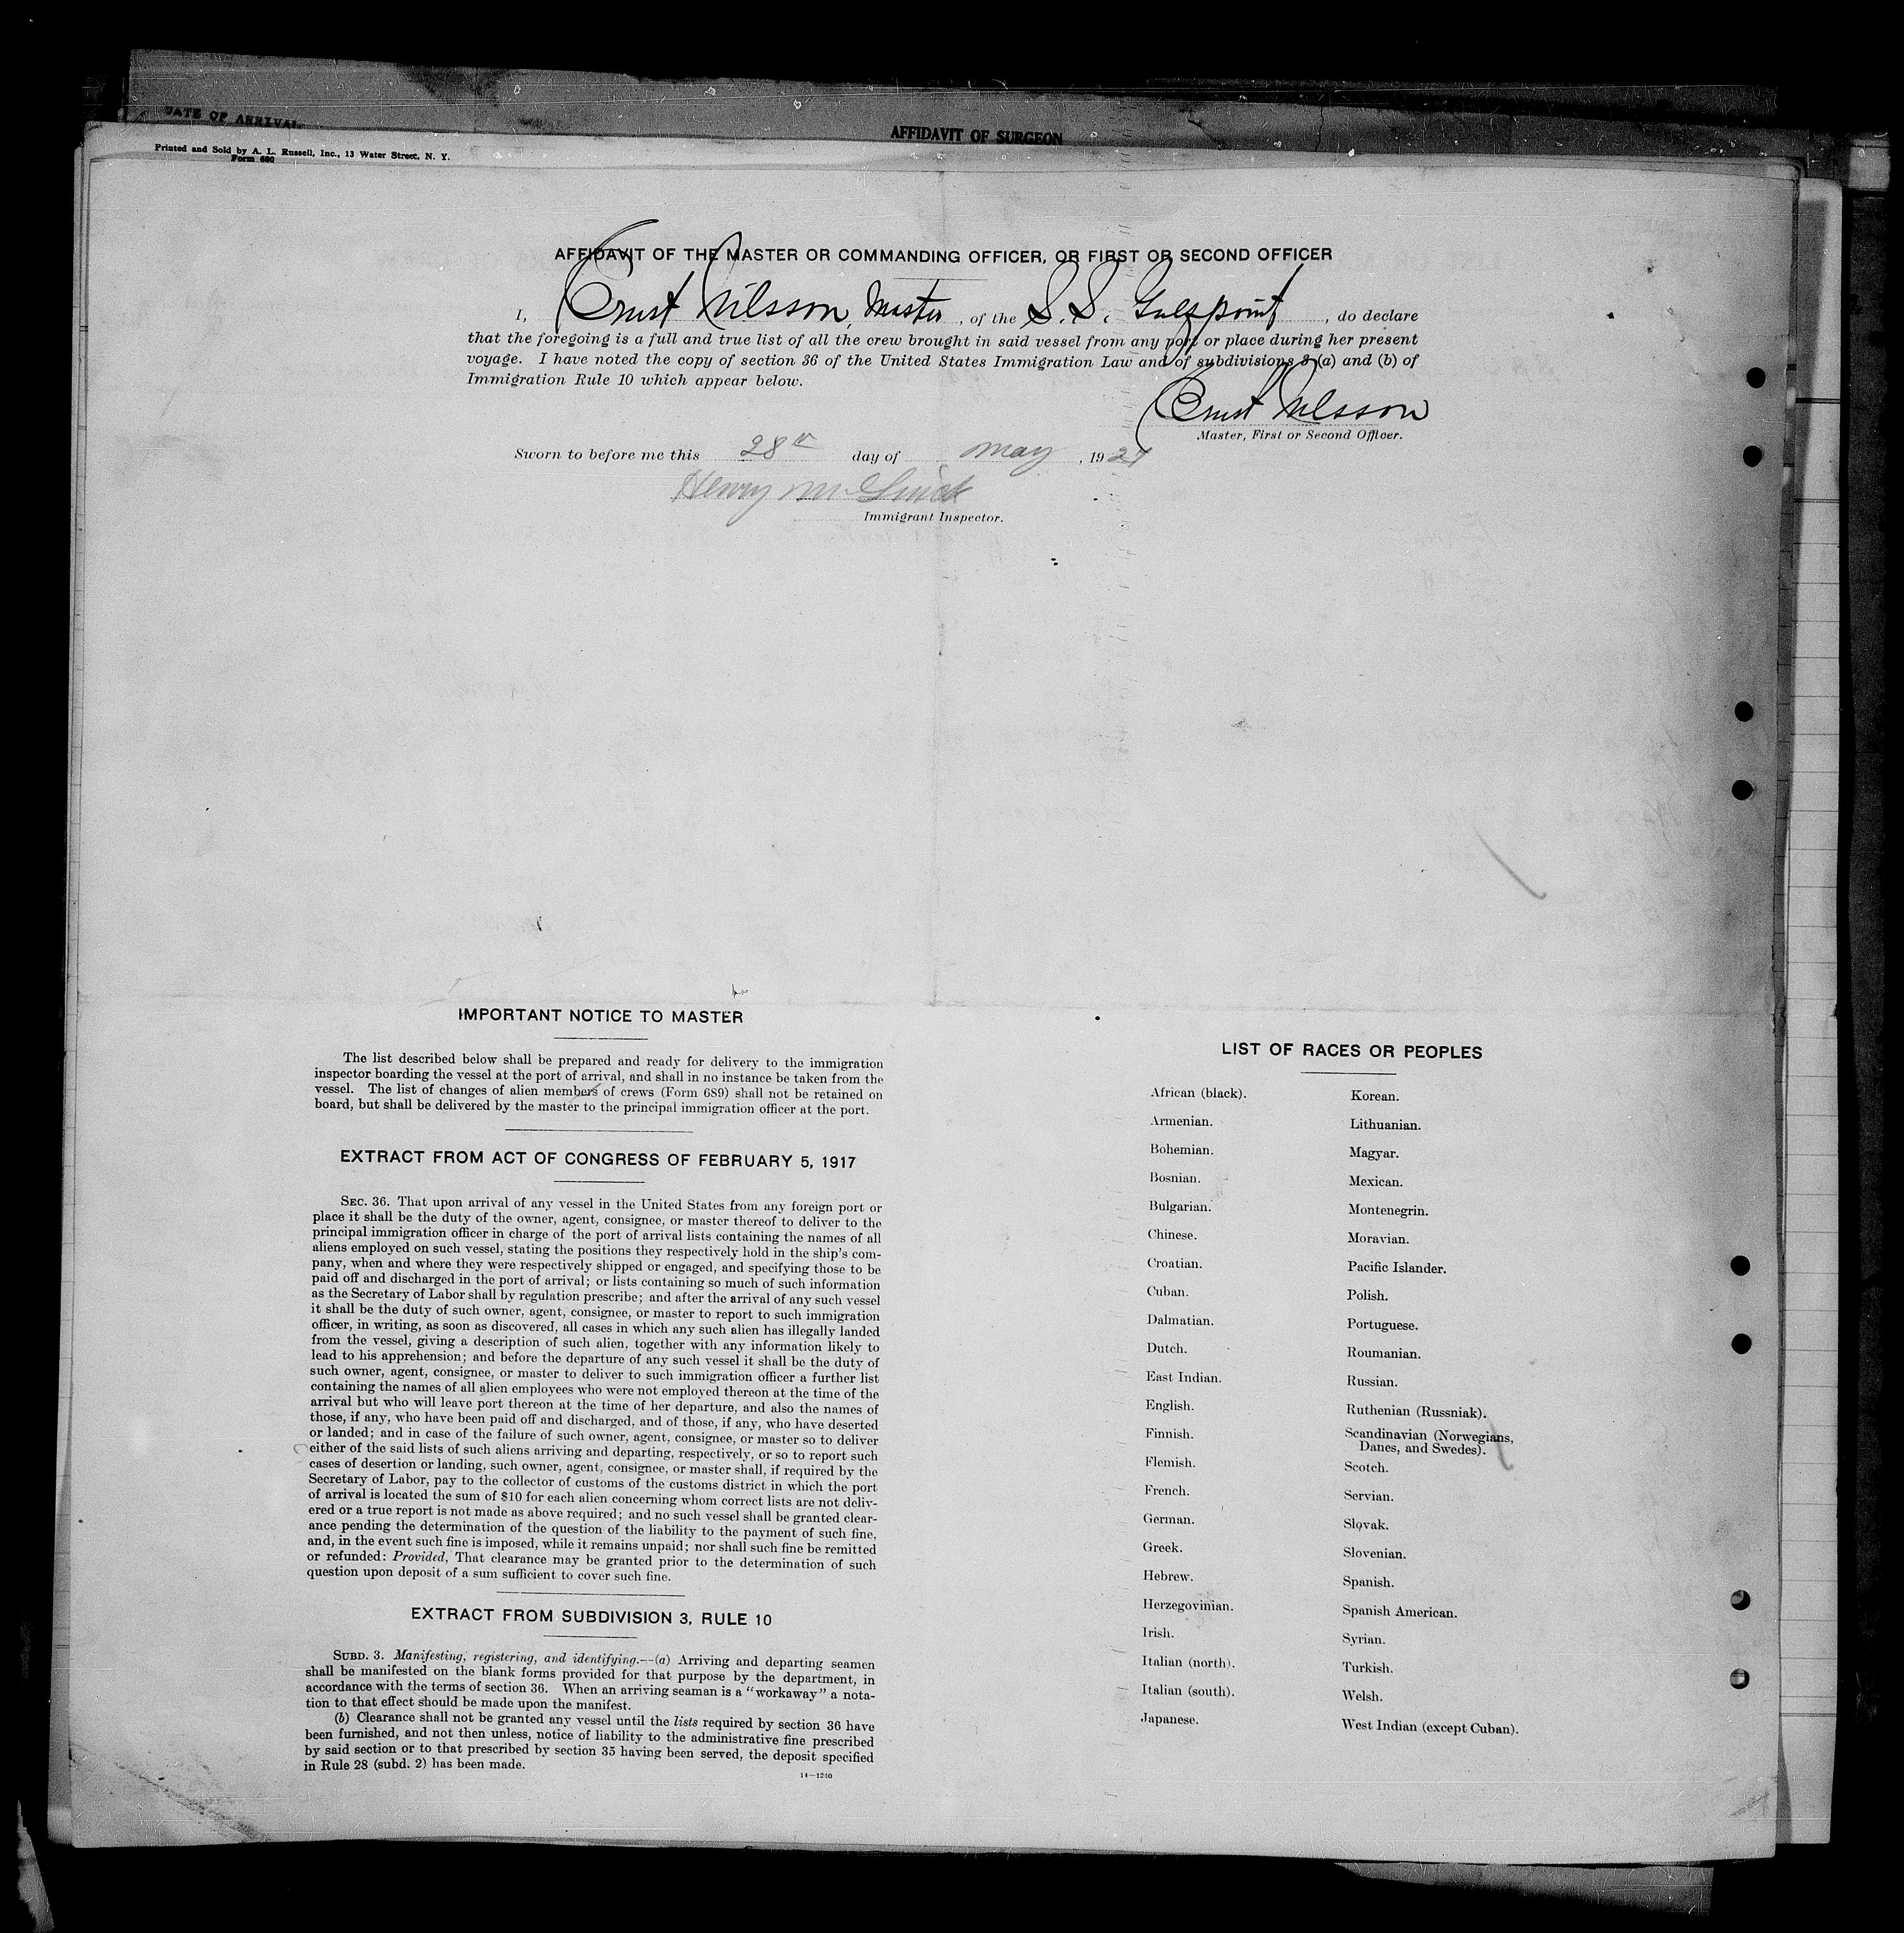 DATE OF ARRIVAL
AFFIDAVIT OF SURGEON
Printed and Sold by A. L. Russell, Inc., 13 Water Street, N. Y.
Form 680
AFFIDAVIT OF THE MASTER OR COMMANDING OFFICER, OR FIRST OR SECOND OFFICER
I, Ernst Nilsson, Master, of the S.S. Gulfpoint, do declare
that the foregoing is a full and true list of all the crew brought in said vessel from any port or place during her present
voyage. I have noted the copy of section 36 of the United States Immigration Law and of subdivisions 3 (a) and (b) of
Immigration Rule 10 which appear below.
Ernst Nilsson
Master, First or Second Officer.
Sworn to before me this 28th day of May, 192
Henry
Immigrant Inspector.
IMPORTANT NOTICE TO MASTER
The list described below shall be prepared and ready for delivery to the immigration
inspector boarding the vessel at the port of arrival, and shall in no instance be taken from the
vessel. The list of changes of alien members of crews (Form 689) shall not be retained on
board, but shall be delivered by the master to the principal immigration officer at the port.
EXTRACT FROM ACT OF CONGRESS OF FEBRUARY 5, 1917
SEC. 36. That upon arrival of any vessel in the United States from any foreign port or
place it shall be the duty of the owner, agent, consignee, or master thereof to deliver to the
principal immigration officer in charge of the port of arrival lists containing the names of all
aliens employed on such vessel, stating the positions they respectively hold in the ship's com-
pany, when and where they were respectively shipped or engaged, and specifying those to be
paid off and discharged in the port of arrival; or lists containing so much of such information
as the Secretary of Labor shall by regulation prescribe; and after the arrival of any such vessel
it shall be the duty of such owner, agent, consignee, or master to report to such immigration
officer, in writing, as soon as discovered, all cases in which any such alien has illegally landed
from the vessel, giving a description of such alien, together with any information likely to
lead to his apprehension; and before the departure of any such vessel it shall be the duty of
such owner, agent, consignee, or master to deliver to such immigration officer a further list
containing the names of all alien employees who were not employed thereon at the time of the
arrival but who will leave port thereon at the time of her departure, and also the names of
those, if any, who have been paid off and discharged, and of those, if any, who have deserted
or landed; and in case of the failure of such owner, agent, consignee, or master so to deliver
either of the said lists of such aliens arriving and departing, respectively, or so to report such
cases of desertion or landing, such owner, agent, consignee, or master shall, if required by the
Secretary of Labor, pay to the collector of customs of the customs district in which the port
of arrival is located the sum of $10 for each alien concerning whom correct lists are not deliv-
ered or a true report is not made as above required; and no such vessel shall be granted clear-
ance pending the determination of the question of the liability to the payment of such fine,
and, in the event such fine is imposed, while it remains unpaid; nor shall such fine be remitted
or refunded: Provided, That clearance may be granted prior to the determination of such
question upon deposit of a sum sufficient to cover such fine.
EXTRACT FROM SUBDIVISION 3, RULE 10
SUBD. 3. Manifesting, registering, and identifying.—(a) Arriving and departing seamen
shall be manifested on the blank forms provided for that purpose by the department, in
accordance with the terms of section 36. When an arriving seaman is a "workaway" a nota-
tion to that effect should be made upon the manifest.
(b) Clearance shall not be granted any vessel until the lists required by section 36 have
been furnished, and not then unless, notice of liability to the administrative fine prescribed
by said section or to that prescribed by section 35 having been served, the deposit specified
in Rule 28 (subd. 2) has been made.
14—1240
LIST OF RACES OR PEOPLES
African (black).
Armenian.
Bohemian.
Bosnian.
Bulgarian.
Chinese.
Croatian.
Cuban.
Dalmatian.
Dutch.
East Indian.
English.
Finnish.
Flemish.
French.
German.
Greek.
Hebrew.
Herzegovinian.
Irish.
Italian (north).
Italian (south).
Japanese.
Korean.
Lithuanian.
Magyar.
Mexican.
Montenegrin.
Moravian.
Pacific Islander.
Polish.
Portuguese.
Roumanian.
Russian.
Ruthenian (Russniak).
Scandinavian (Norwegians,
Danes, and Swedes).
Scotch.
Servian.
Slovak.
Slovenian.
Spanish.
Spanish American.
Syrian.
Turkish.
Welsh.
West Indian (except Cuban).